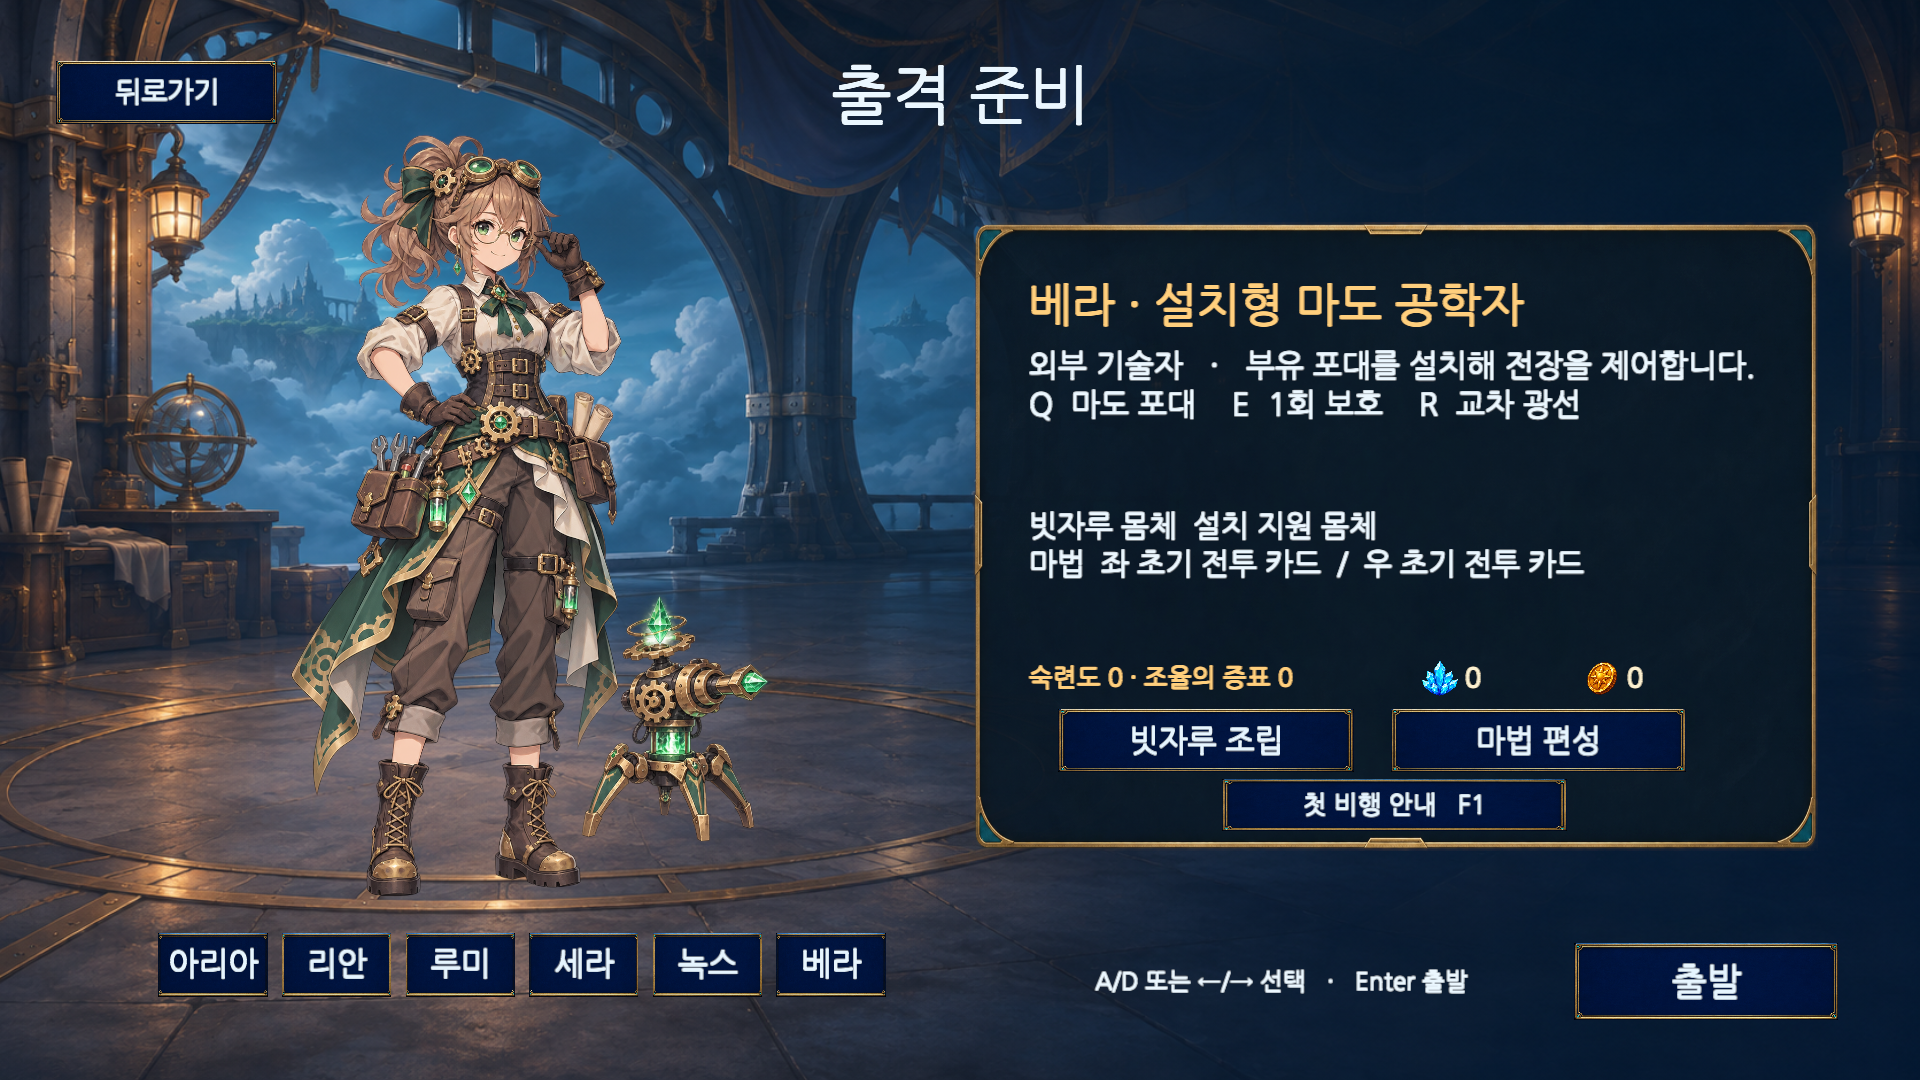 뒤로가기
출격 준비
베라 · 설치형 마도 공학자
외부 기술자 · 부유 포대를 설치해 전장을 제어합니다.
Q 마도 포대 E 1회 보호 R 교차 광선
빗자루 몸체 설치 지원 몸체
마법 좌 초기 전투 카드 / 우 초기 전투 카드
숙련도 0 · 조율의 증표 0 0 0
빗자루 조립 마법 편성
첫 비행 안내 F1
아리아 리안 루미 세라 녹스 베라
A/D 또는 ←/→ 선택 · Enter 출발
출발